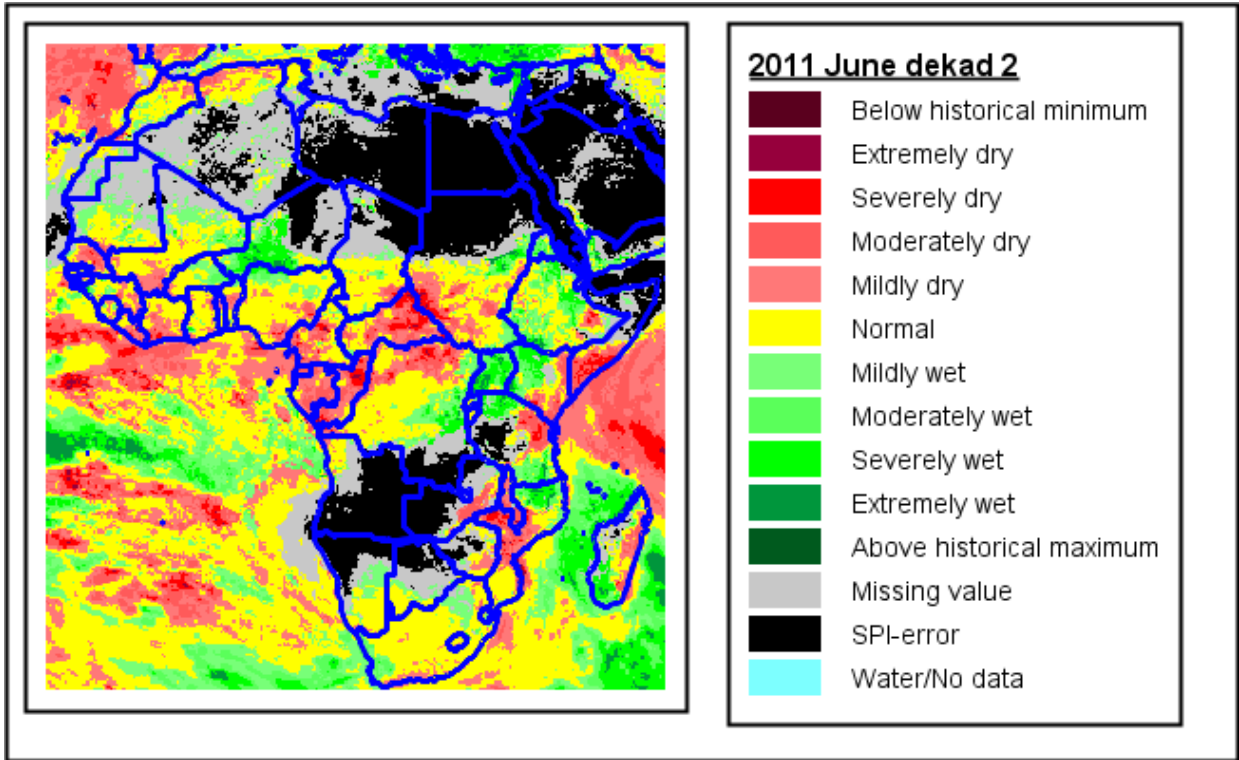 2011 June dekad 2
Below historical minimum
Extremely dry
Severely dry
Moderately dry
Mildly dry
Normal
Mildly wet
Moderately wet
Severely wet
Extremely wet
Above historical maximum
Missing value
SPI-error
Water/No data